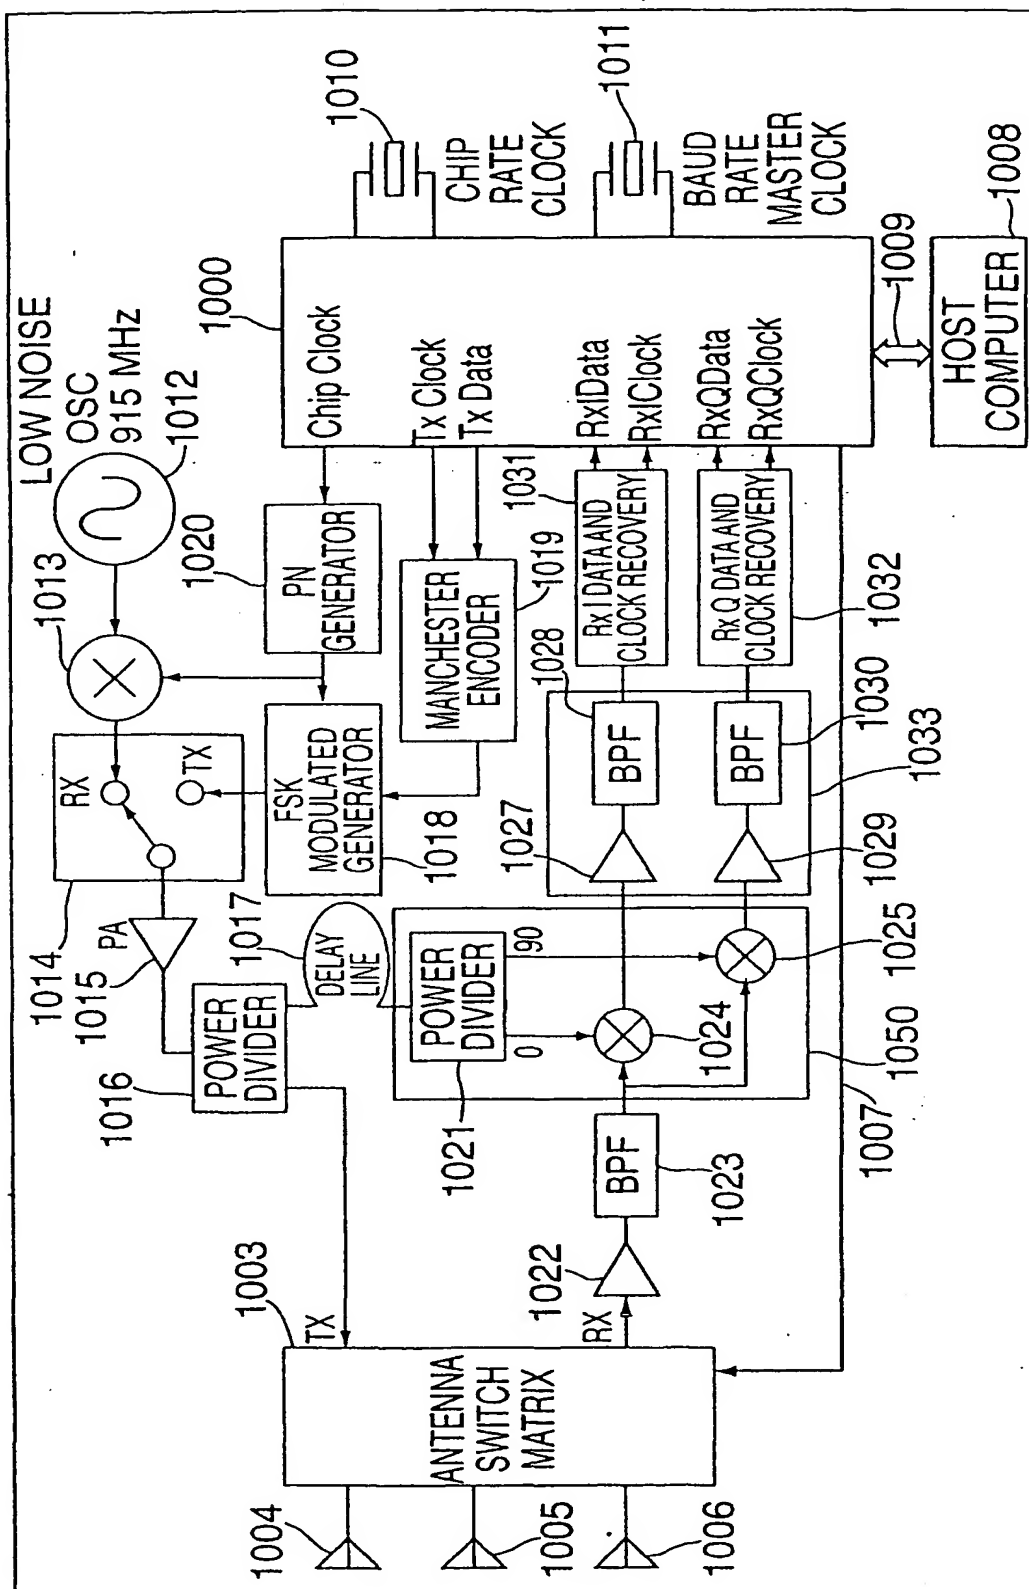 LOW NOISE
OSC
915 MHz
1012
1013
1020
PN
GENERATOR
1000
Chip Clock
Tx Clock
Tx Data
RxIData
RxIClock
RxQData
RxQClock
1010
CHIP
RATE
CLOCK
1011
BAUD
RATE
MASTER
CLOCK
1009
HOST
COMPUTER
1008
RX
TX
1014
PA
1015
FSK
MODULATED
GENERATOR
1018
MANCHESTER
ENCODER
1019
1031
Rx I DATA AND
CLOCK RECOVERY
Rx Q DATA AND
CLOCK RECOVERY
1032
1028
BPF
BPF
1030
1033
1027
1029
1017
DELAY
LINE
POWER
DIVIDER
1016
POWER
DIVIDER
1021
0
90
1024
1025
1050
1007
BPF
1023
1022
1003
TX
RX
ANTENNA
SWITCH
MATRIX
1004
1005
1006